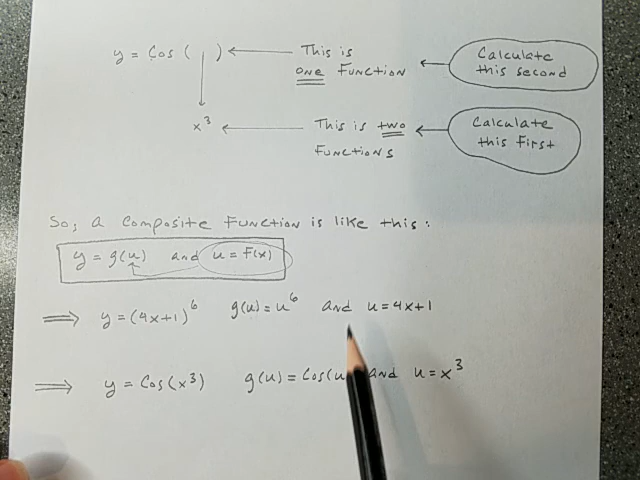 y = Cos ( ) ← This is ONE Function ← Calculate this second
x³ ← This is two Functions ← Calculate this First
So, a Composite Function is like this:
y = g(u) and u = f(x)
⟹ y = (4x+1)⁶ g(u) = u⁶ and u = 4x+1
⟹ y = Cos(x³) g(u) = Cos(u and u = x³